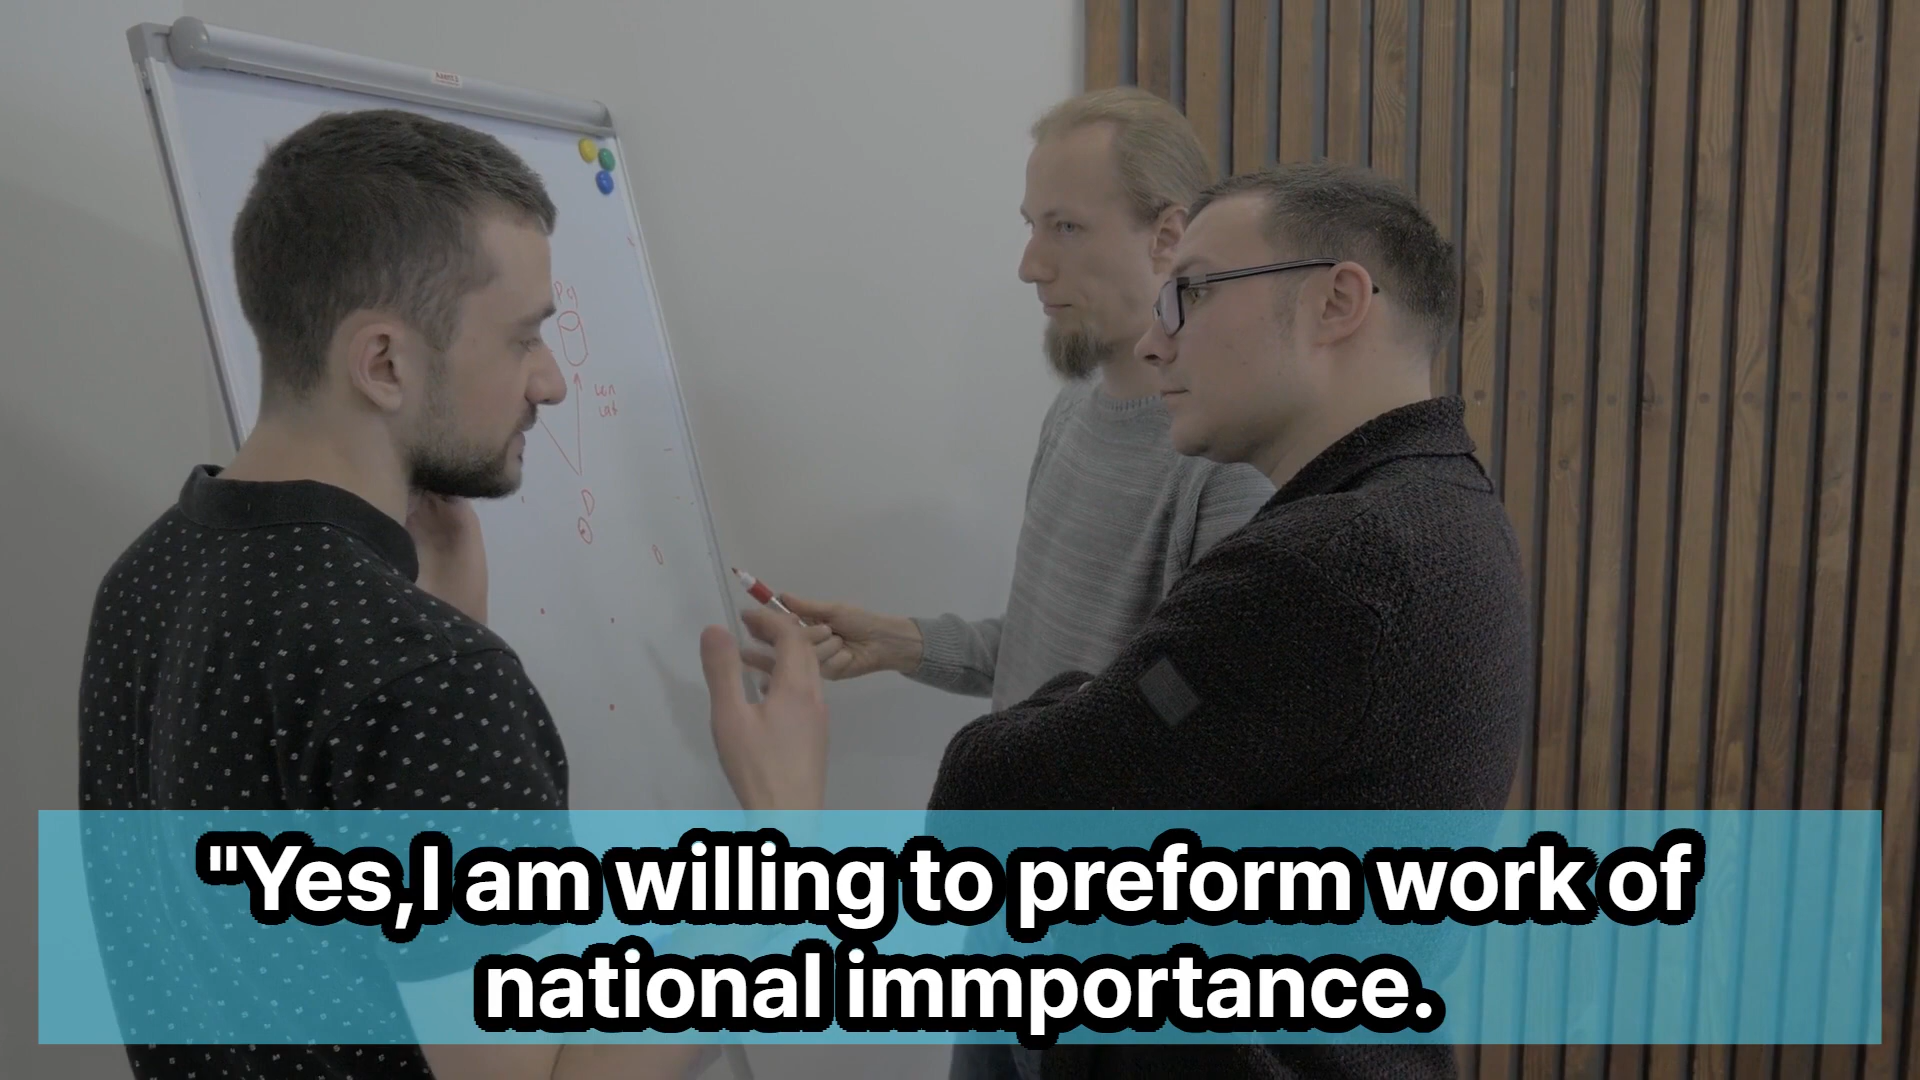 "Yes,I am willing to preform work of
national immportance.